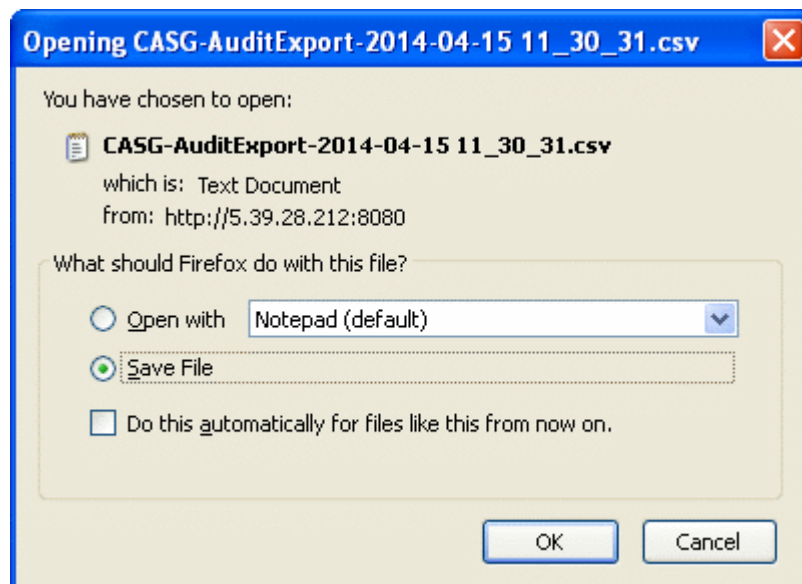 Opening CASG-AuditExport-2014-04-15 11_30_31.csv
You have chosen to open:
CASG-AuditExport-2014-04-15 11_30_31.csv
which is: Text Document
from: http://5.39.28.212:8080
What should Firefox do with this file?
Open with Notepad (default)
Save File
Do this automatically for files like this from now on.
OK Cancel